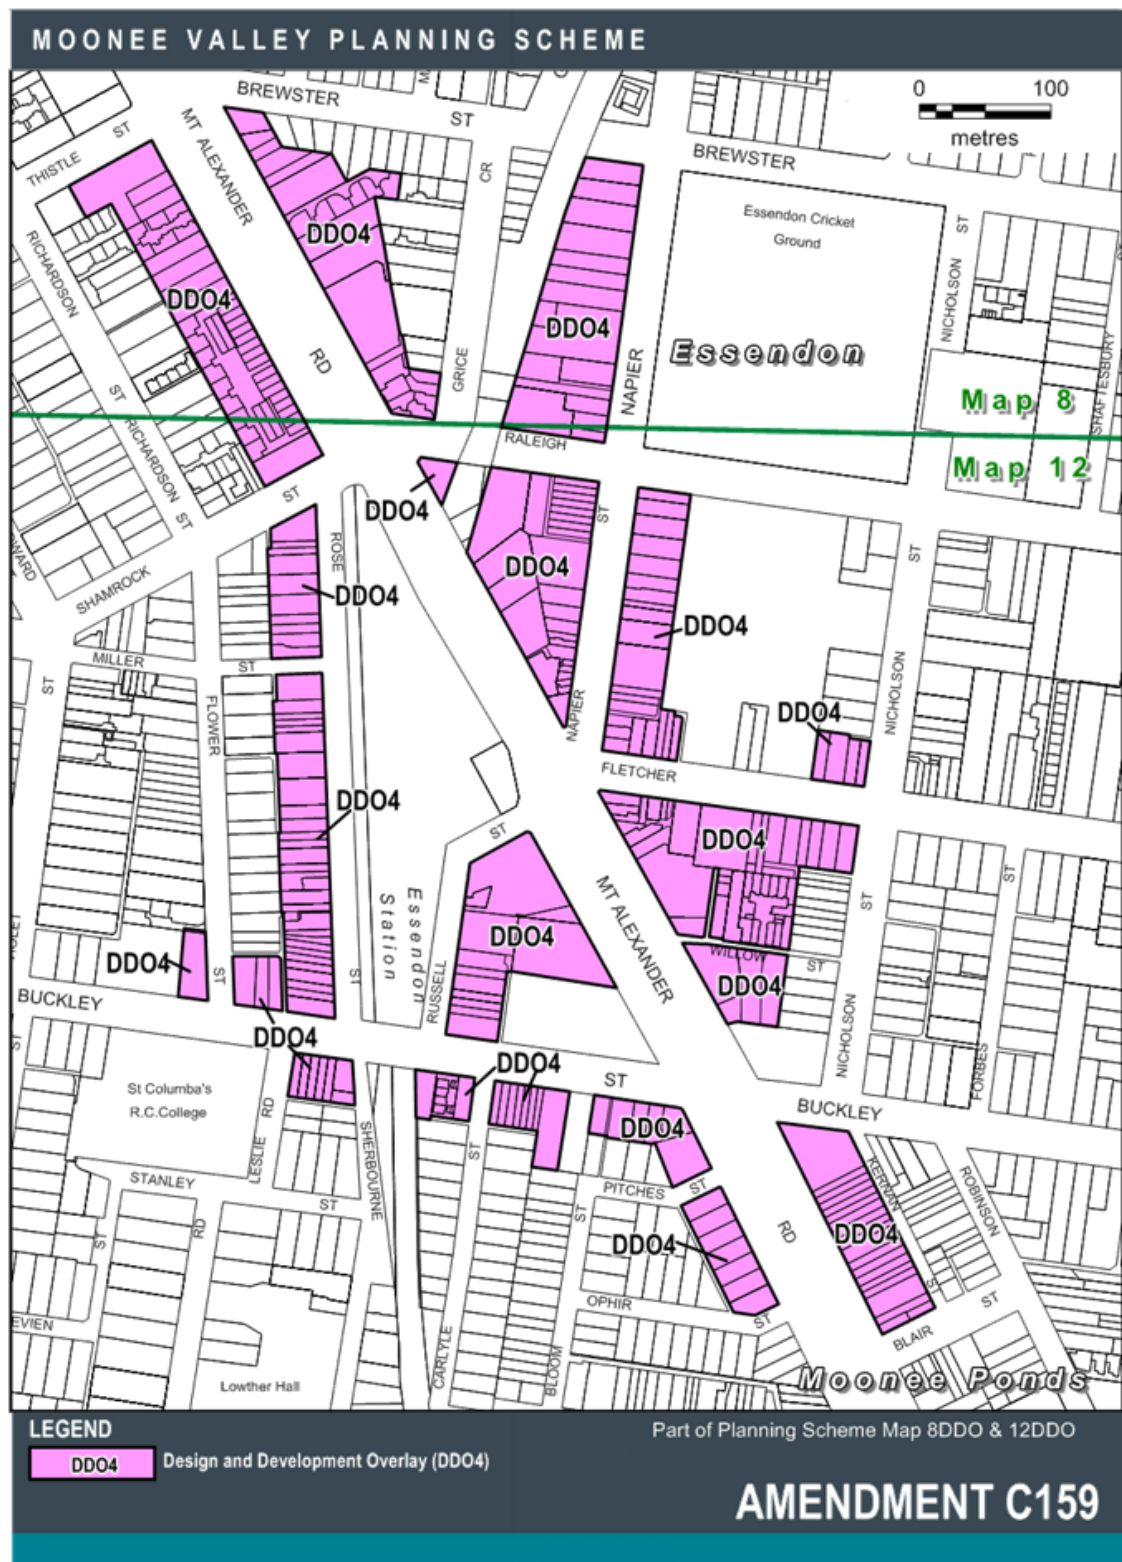 MOONEE VALLEY PLANNING SCHEME
0 100
metres
BREWSTER
ST
THISTLE
ST
MT ALEXANDER
CR
BREWSTER
Essendon Cricket
Ground
ST
NICHOLSON
DDO4
RICHARDSON
DDO4
DDO4
RD
GRICE
NAPIER
Essendon
SHAFTESBURY
ST
Map 8
RICHARDSON
ST
RALEIGH
Map 12
ST
DDO4
ST
ROSE
DDO4
ST
SHAMROCK
DDO4
DDO4
MILLER
ST
ST
FLOWER
NAPIER
NICHOLSON
DDO4
FLETCHER
DDO4
ST
DDO4
ST
MT ALEXANDER
ST
Essendon
Station
DDO4
WILLOW
ST
DDO4
DDO4
ST
ST
RUSSELL
BUCKLEY
DDO4
NICHOLSON
FORBES
ST
DDO4
ST
St Columba's
R.C.College
RD
LESLIE
SHERBOURNE
BUCKLEY
DDO4
ST
KERNAN
ROBINSON
STANLEY
ST
PITCHES
ST
ST
RD
ST
RD
DDO4
DDO4
ST
ST
OPHIR
ST
BLAIR
EVIEN
CARLYLE
BLOOM
Lowther Hall
Moonee Ponds
LEGEND
Part of Planning Scheme Map 8DDO & 12DDO
DDO4 Design and Development Overlay (DDO4)
AMENDMENT C159